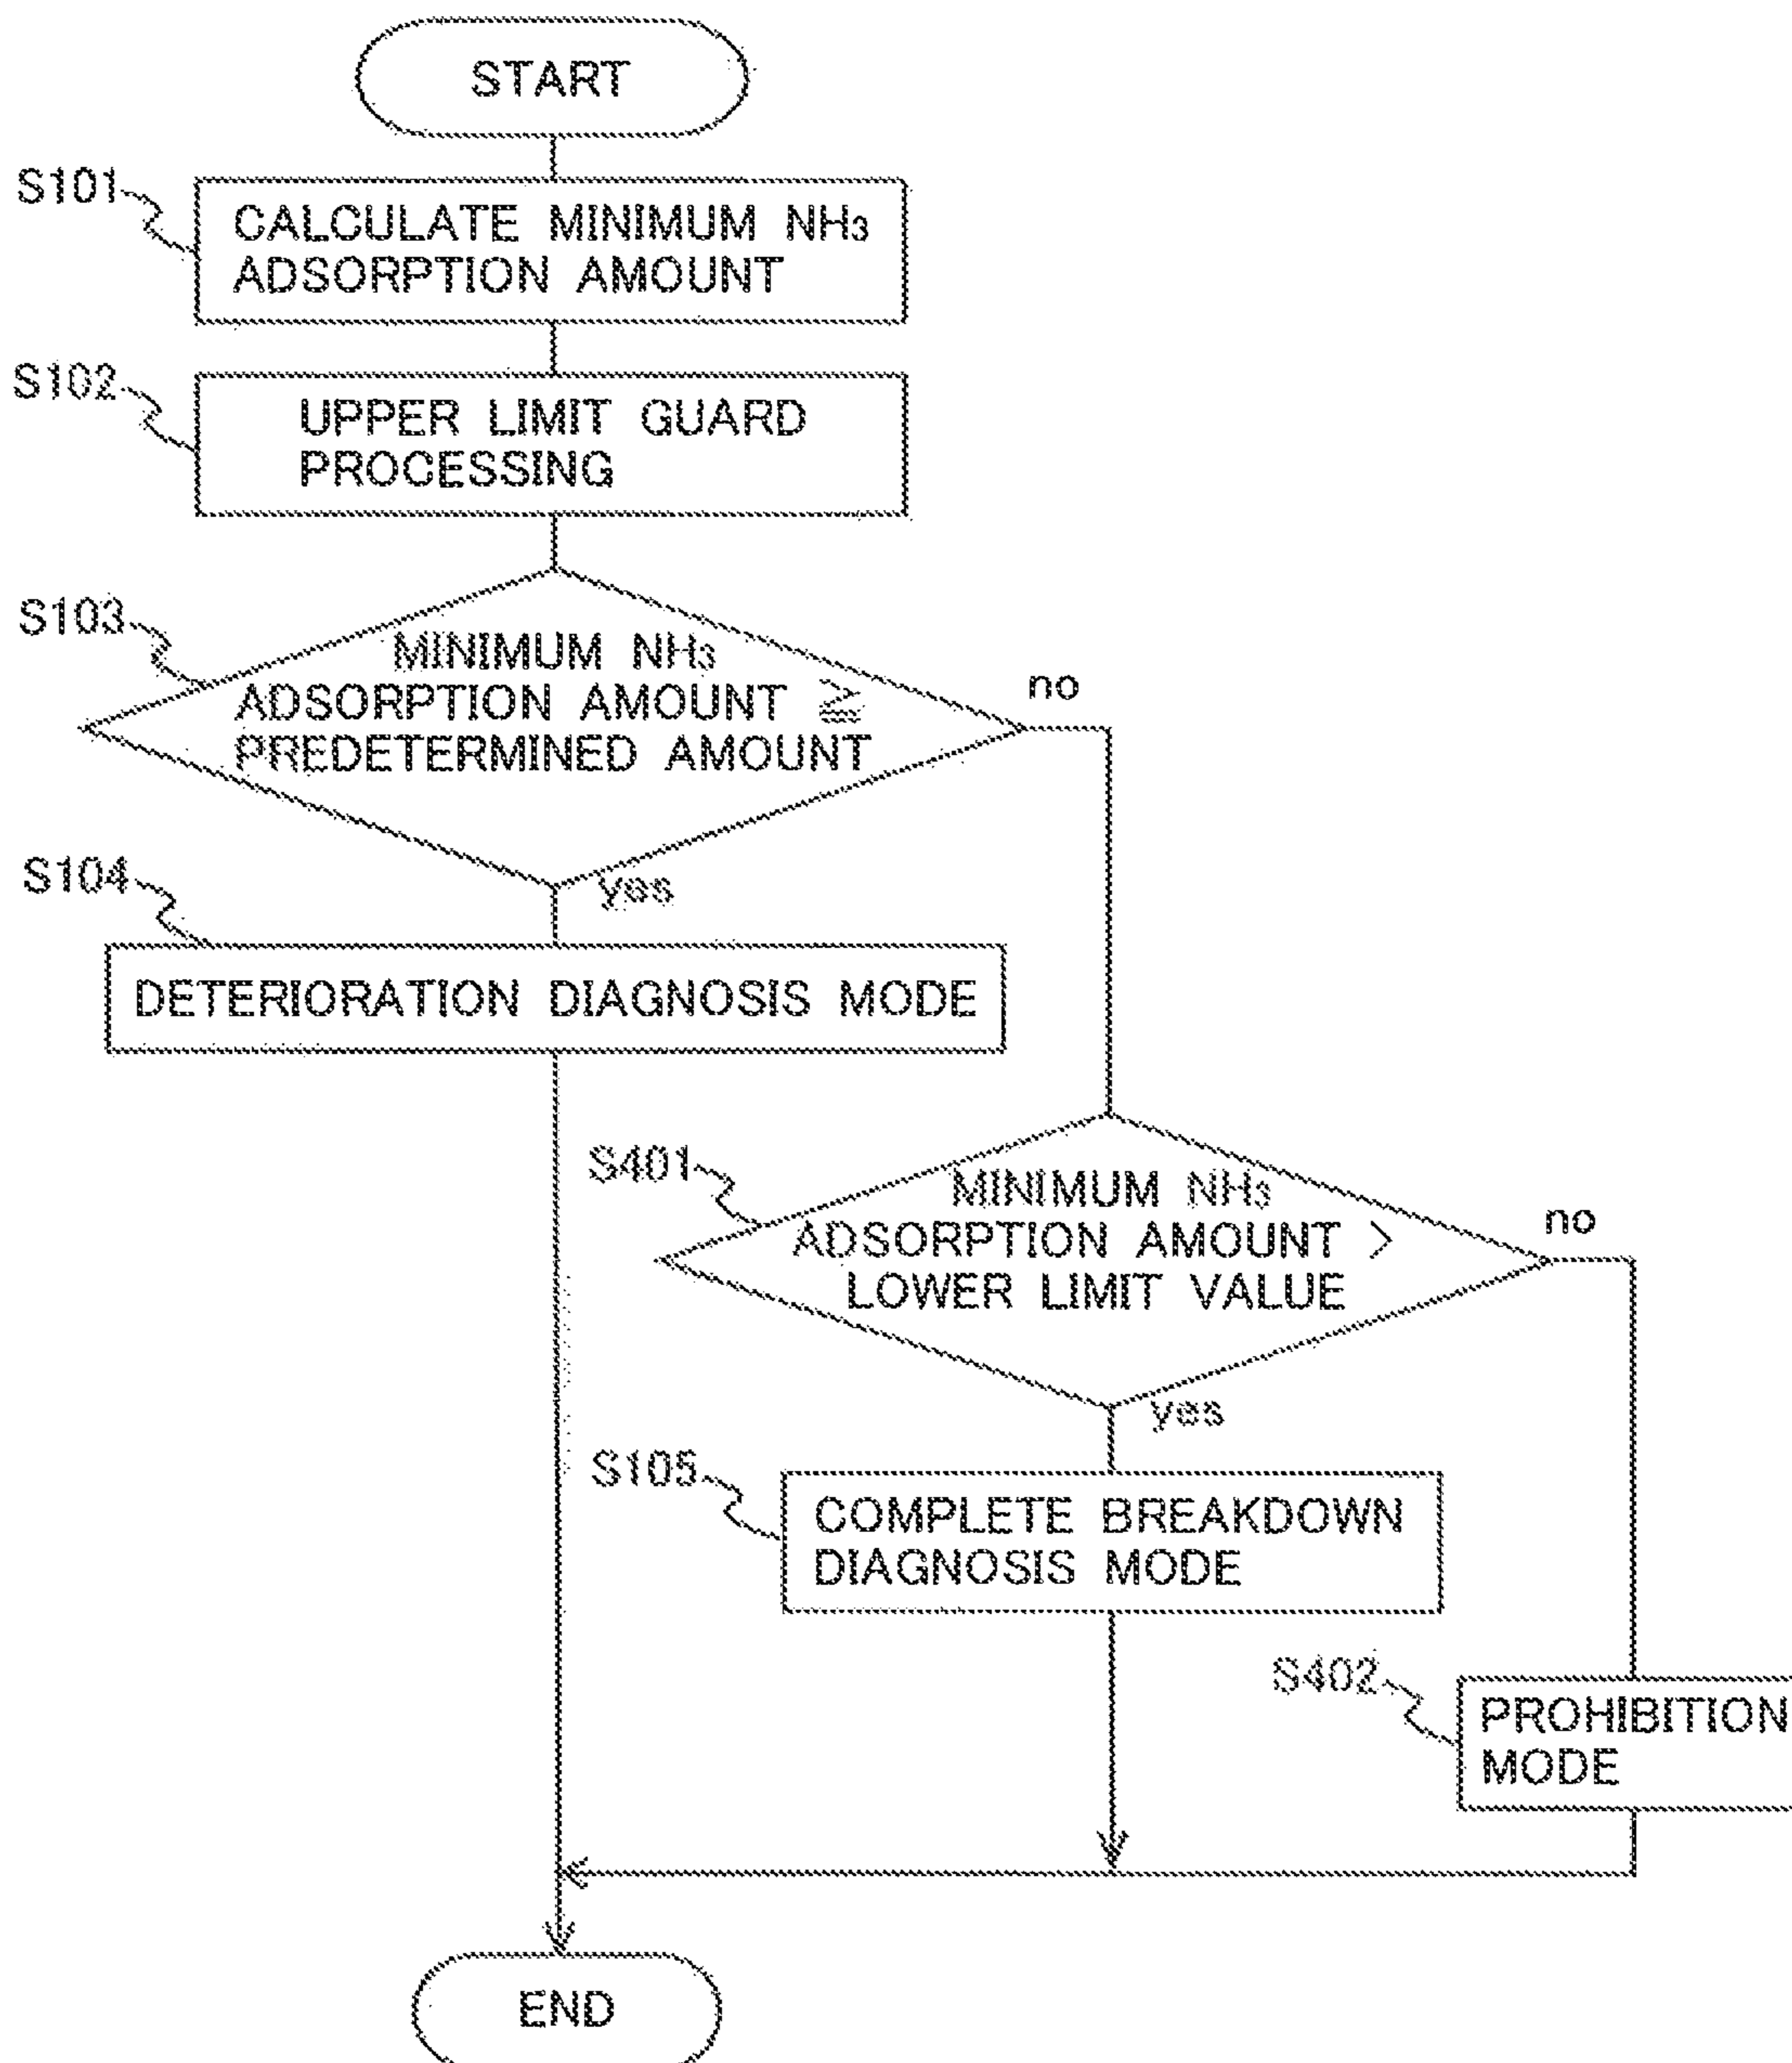 START
S101
CALCULATE MINIMUM NH₃
ADSORPTION AMOUNT
S102
UPPER LIMIT GUARD
PROCESSING
S103
MINIMUM NH₃
ADSORPTION AMOUNT ≧
PREDETERMINED AMOUNT
no
yes
S104
DETERIORATION DIAGNOSIS MODE
S401
MINIMUM NH₃
ADSORPTION AMOUNT >
LOWER LIMIT VALUE
no
yes
S105
COMPLETE BREAKDOWN
DIAGNOSIS MODE
S402
PROHIBITION
MODE
END